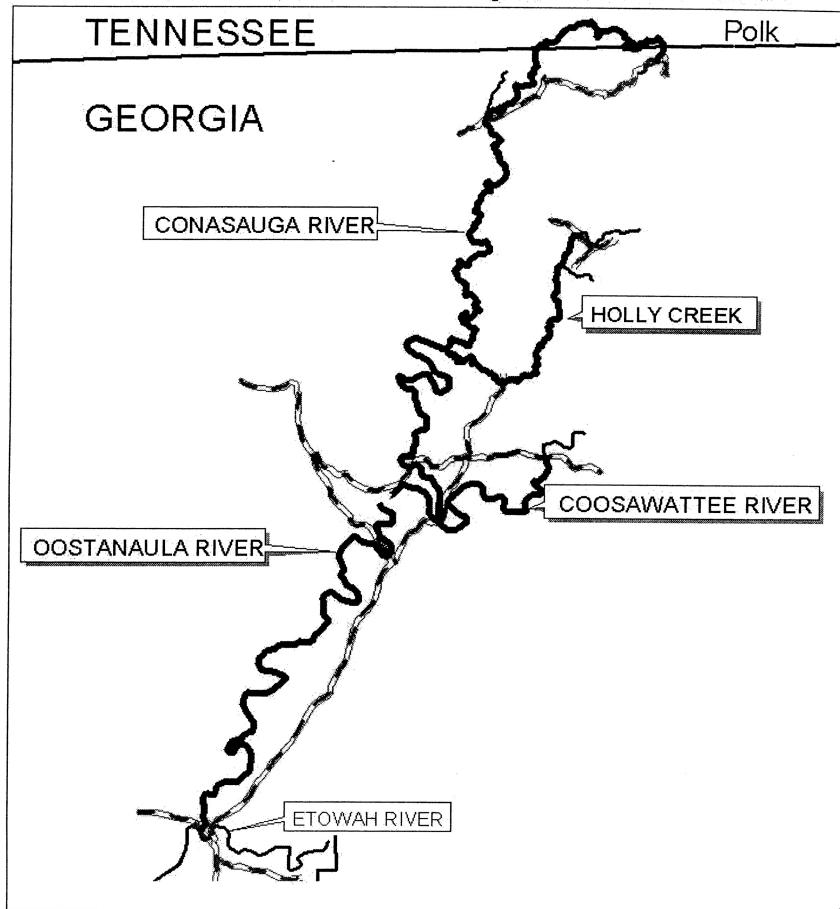 TENNESSEE
Polk
GEORGIA
CONASAUGA RIVER
HOLLY CREEK
COOSAWATTEE RIVER
OOSTANAULA RIVER
ETOWAH RIVER